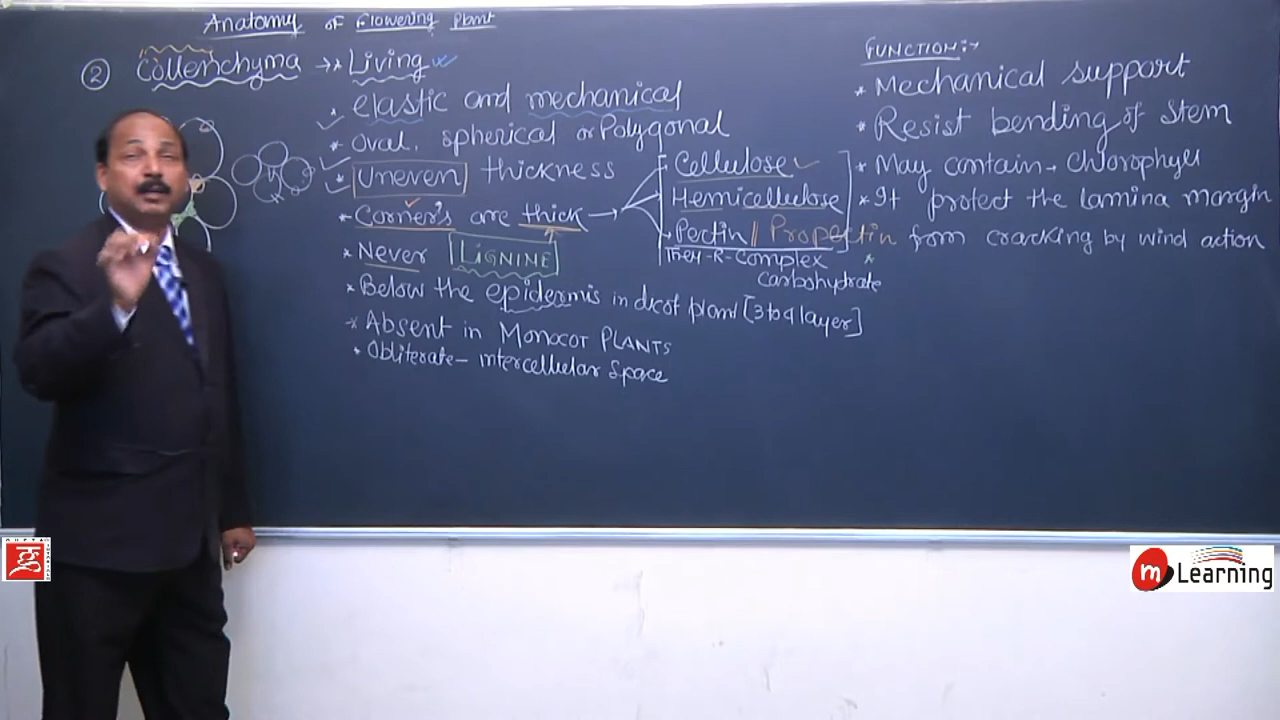 Anatomy of Flowering Plant
② Collenchyma → * Living
* elastic and mechanical
* Oval, spherical or Polygonal
* Uneven thickness
* Corner's are thick →
Cellulose
Hemicellulose
Pectin || Propectin
They-R-Complex
carbohydrate
* Never LIGNINE
* Below the epidermis in dicot plant [3 to 4 layer]
* Absent in MONOCOT PLANTS
* Obliterate - intercellular Space
FUNCTION:-
* Mechanical support
* Resist bending of Stem
* May contain → Chlorophyll
* It protect the lamina margin
from cracking by wind action
m Learning